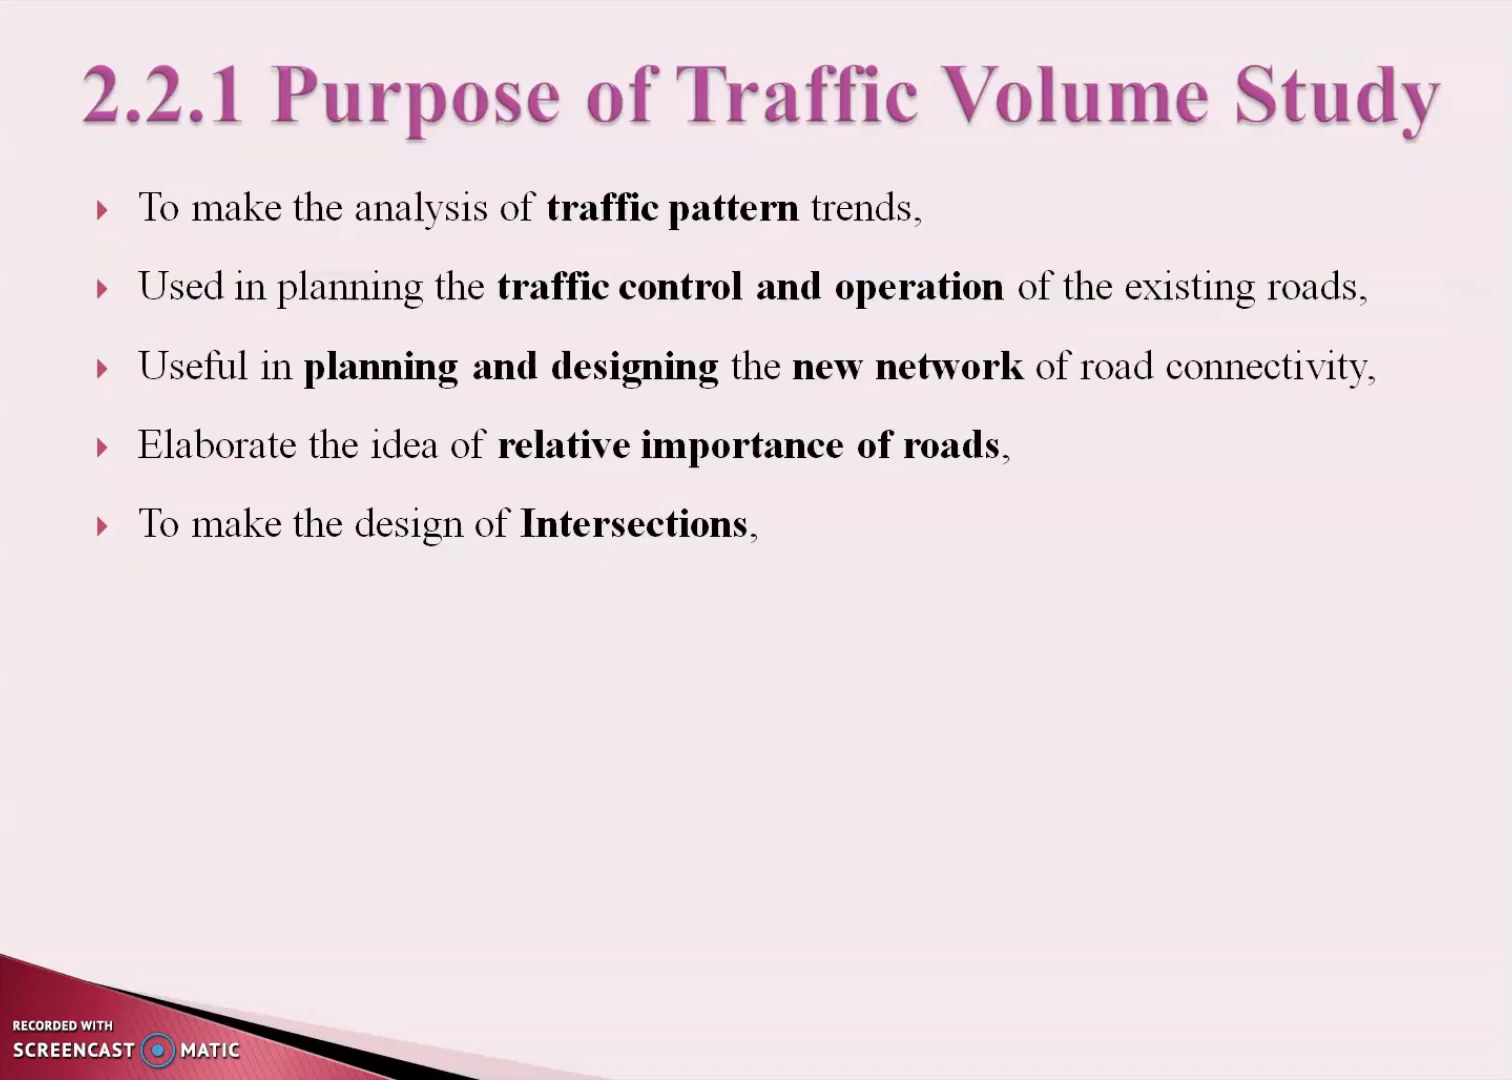 2.2.1 Purpose of Traffic Volume Study
To make the analysis of traffic pattern trends,
Used in planning the traffic control and operation of the existing roads,
Useful in planning and designing the new network of road connectivity,
Elaborate the idea of relative importance of roads,
To make the design of Intersections,
RECORDED WITH
SCREENCAST MATIC